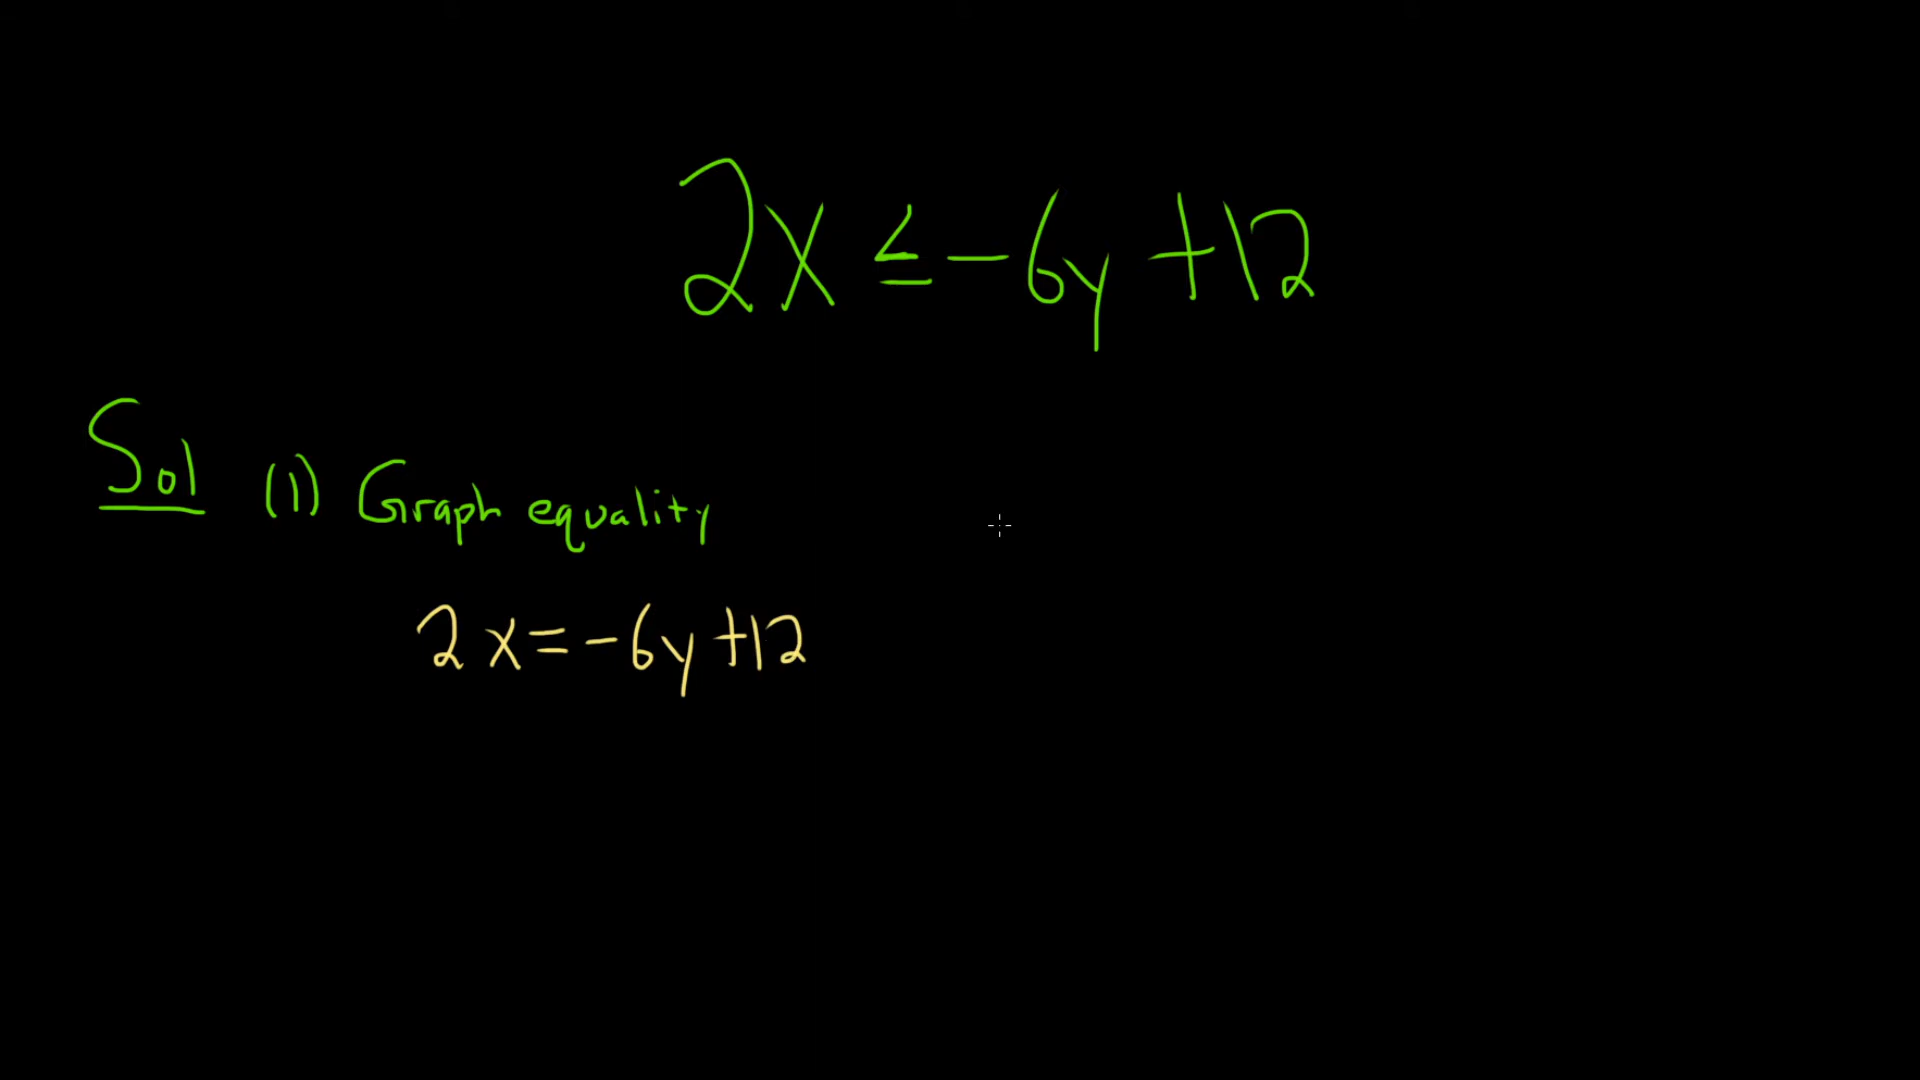 2x ≤ -6y +12
Sol (1) Graph equality
2x = -6y +12